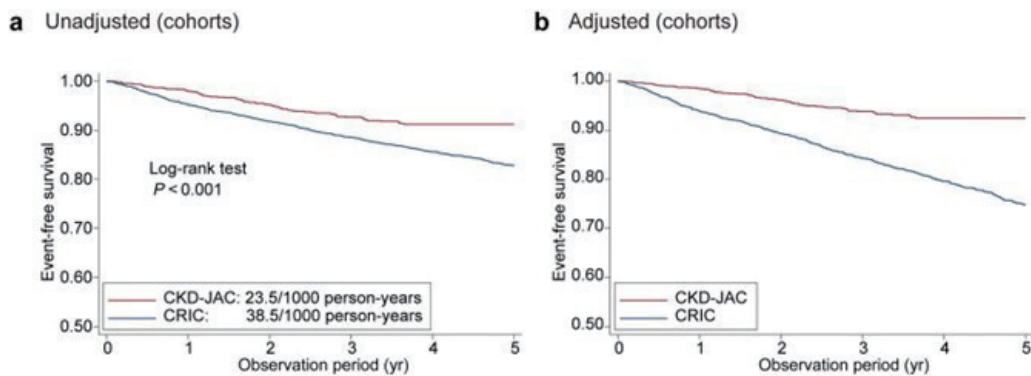 a Unadjusted (cohorts)
1.00
0.90
0.80
0.70
0.60
0.50
Event-free survival
Log-rank test
P < 0.001
CKD-JAC: 23.5/1000 person-years
CRIC: 38.5/1000 person-years
0 1 2 3 4 5
Observation period (yr)
b Adjusted (cohorts)
1.00
0.90
0.80
0.70
0.60
0.50
Event-free survival
CKD-JAC
CRIC
0 1 2 3 4 5
Observation period (yr)